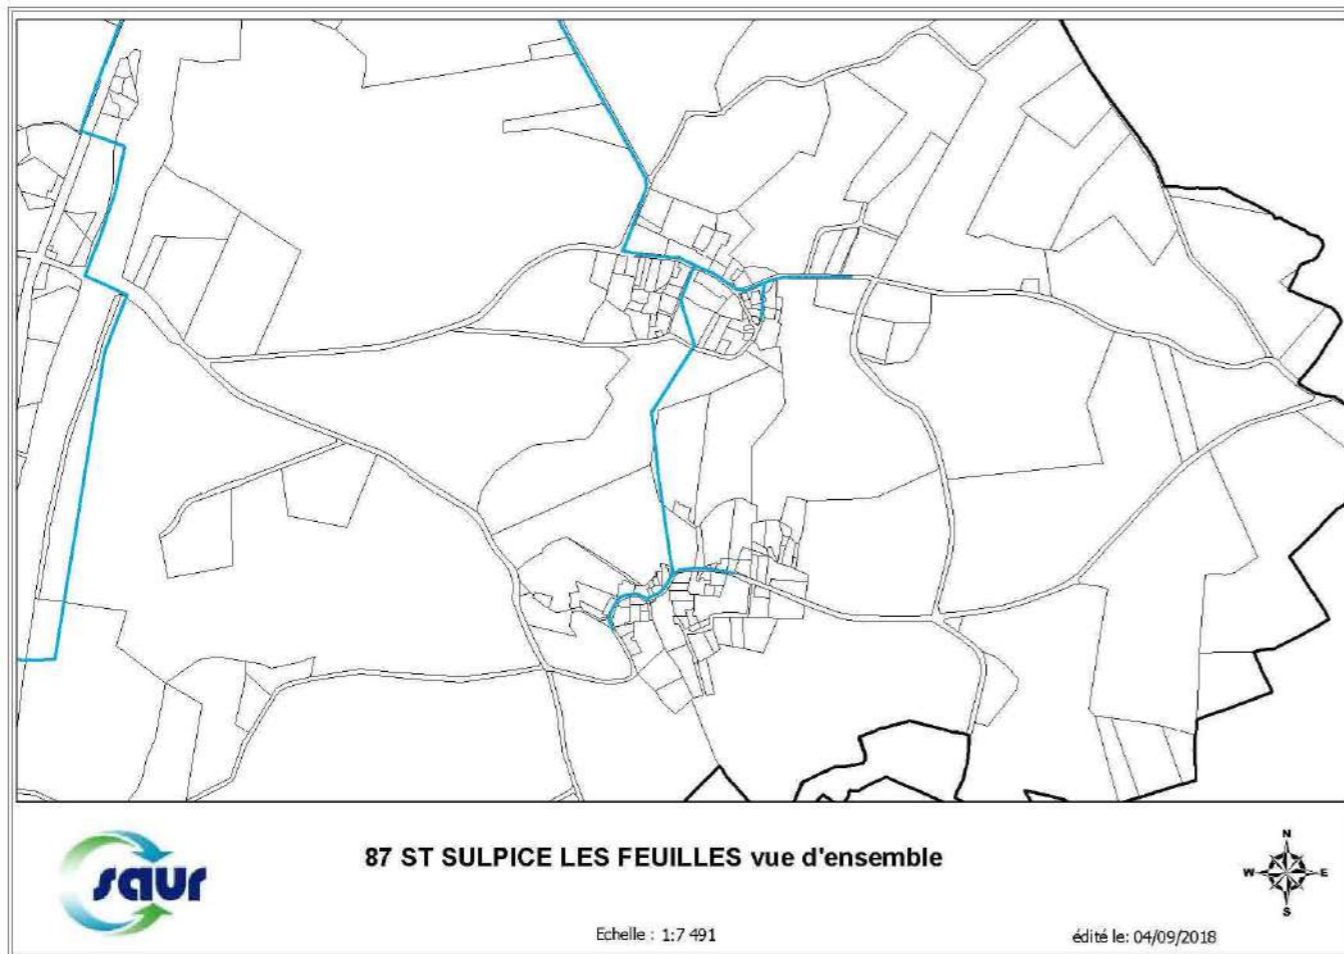 saur
87 ST SULPICE LES FEUILLES vue d'ensemble
N
W E
S
Echelle : 1:7 491
édité le: 04/09/2018